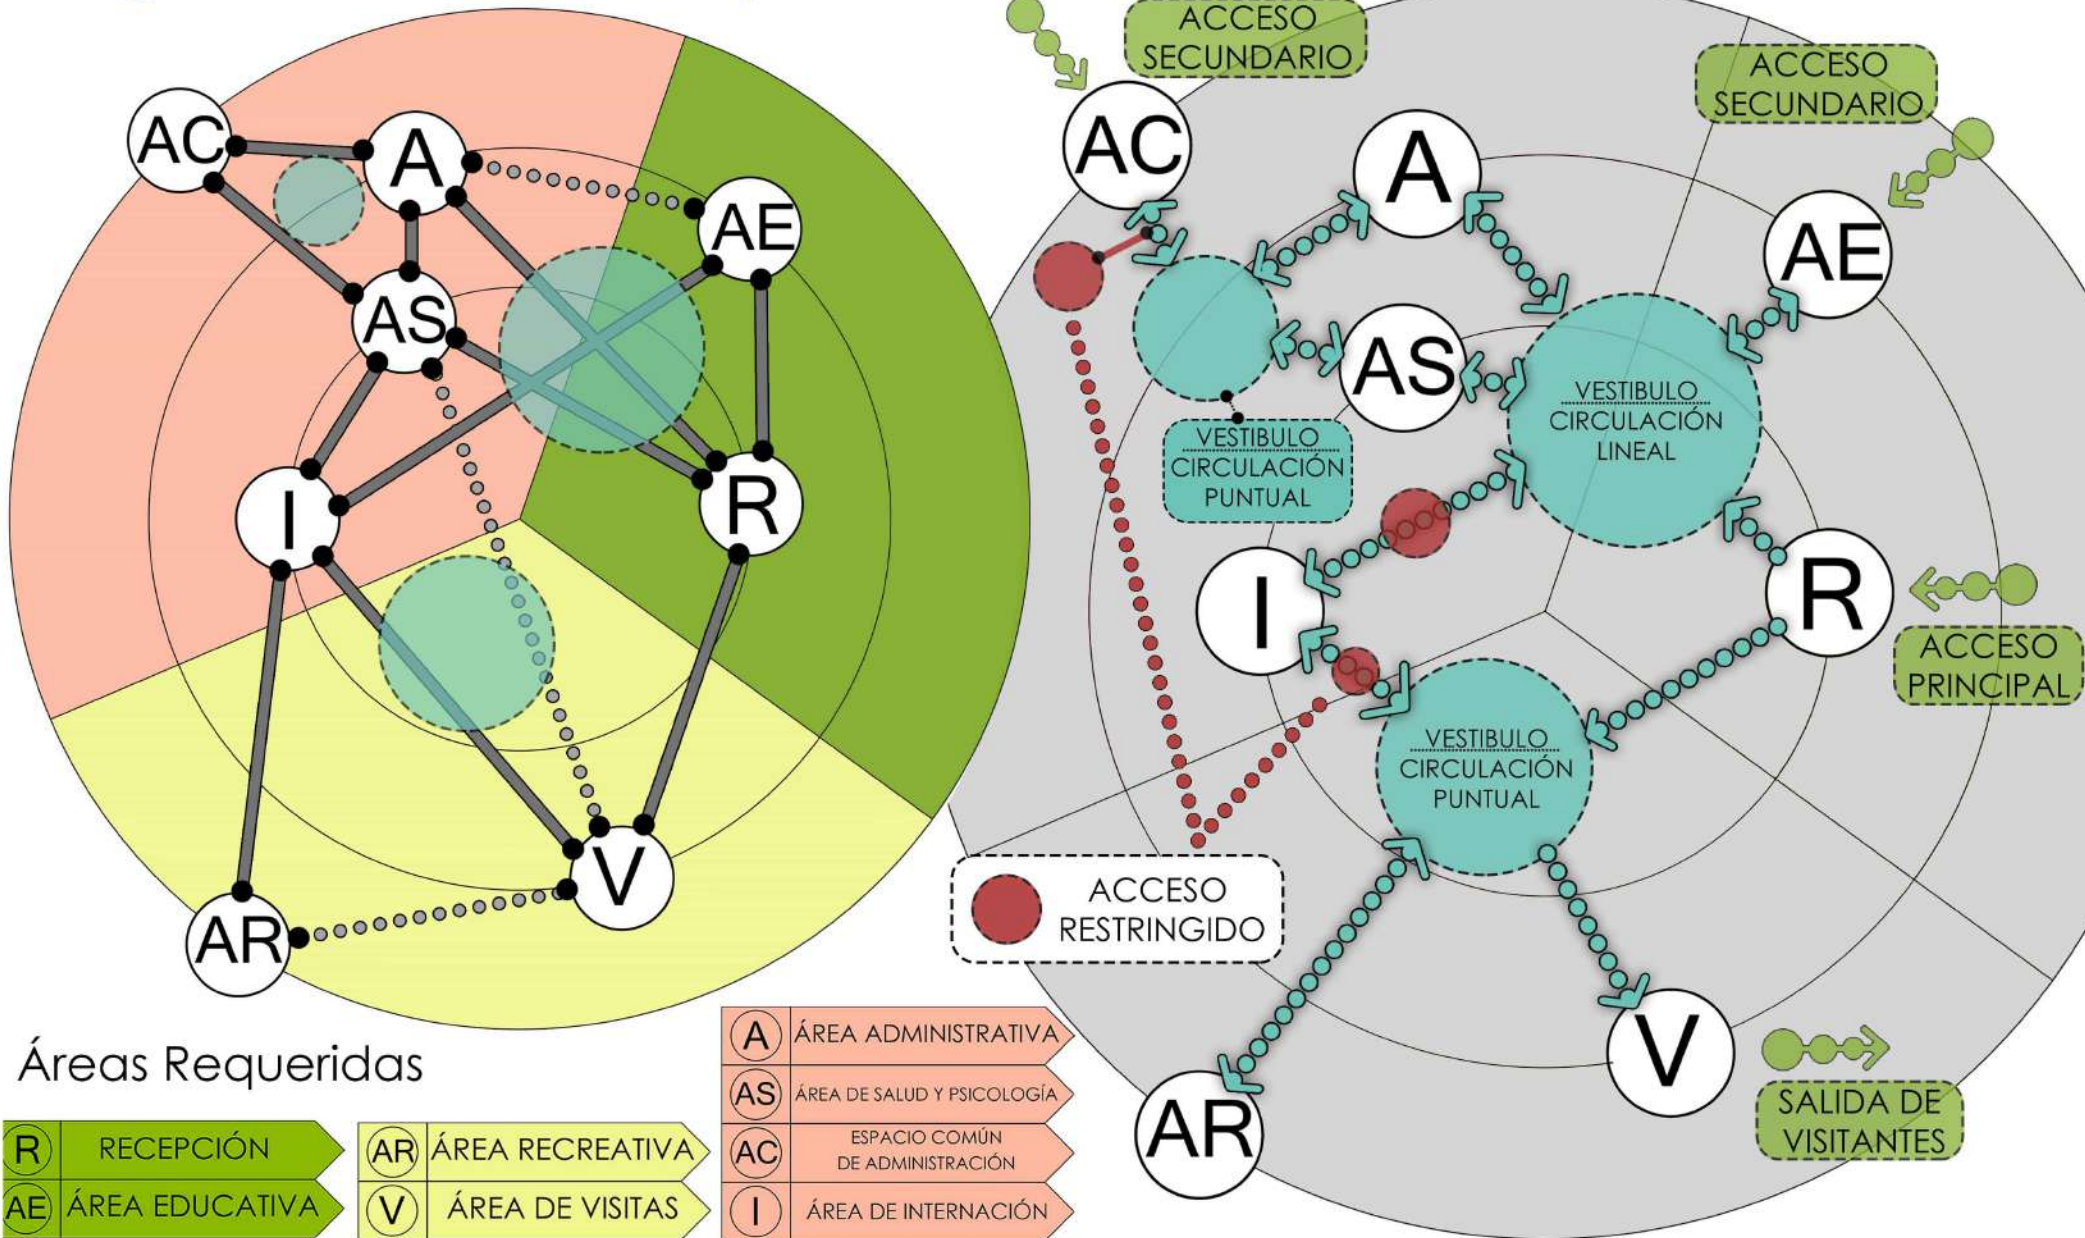 AC
A
AE
AS
I
R
V
AR
ACCESO
SECUNDARIO
ACCESO
SECUNDARIO
AC
A
AE
AS
VESTIBULO
CIRCULACIÓN
LINEAL
VESTIBULO
CIRCULACIÓN
PUNTUAL
I
R
ACCESO
PRINCIPAL
VESTIBULO
CIRCULACIÓN
PUNTUAL
ACCESO
RESTRINGIDO
V
AR
SALIDA DE
VISITANTES
Áreas Requeridas
R RECEPCIÓN
AE ÁREA EDUCATIVA
AR ÁREA RECREATIVA
V ÁREA DE VISITAS
A ÁREA ADMINISTRATIVA
AS ÁREA DE SALUD Y PSICOLOGÍA
AC ESPACIO COMÚN
DE ADMINISTRACIÓN
I ÁREA DE INTERNACIÓN